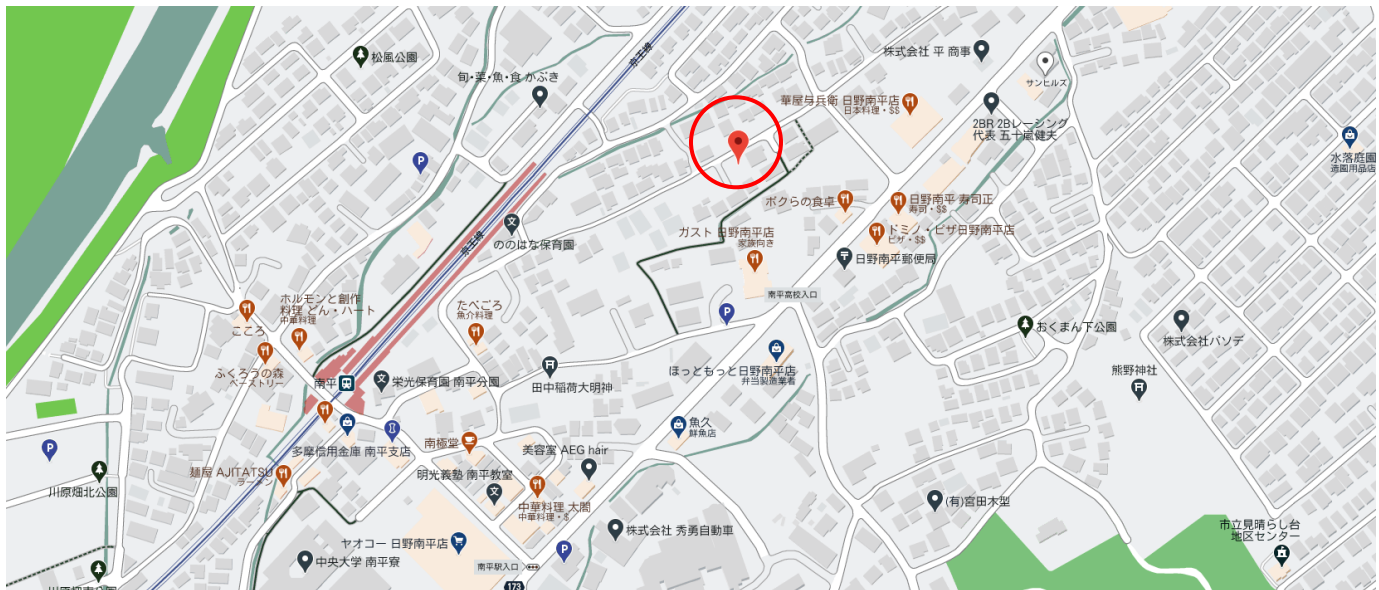 松風公園
旬・菜・魚・食 かぶき
京王線
株式会社 平 商事
サンヒルズ
華屋与兵衛 日野南平店
日本料理・$$
2BR 2Bレーシング
代表 五十嵐健夫
水落庭園
造園用品店
P
ボクらの食卓
日野南平 寿司正
寿司・$$
ドミノ・ピザ日野南平店
ピザ・$$
ガスト 日野南平店
家族向き
日野南平郵便局
ののはな保育園
京王線
南平高校入口
ホルモンと創作
料理 どん・ハート
中華料理
こころ
たべごろ
魚介料理
P
おくまん下公園
株式会社パソデ
ふくろうの森
ペーストリー
南平
栄光保育園 南平分園
田中稲荷大明神
ほっともっと日野南平店
弁当製造業者
熊野神社
多摩信用金庫 南平支店
南極堂
魚久
鮮魚店
P
美容室 AEG hair
麺屋 AJITATSU
ラーメン
明光義塾 南平教室
川原畑北公園
中華料理 太閤
中華料理・$
(有)宮田木型
株式会社 秀勇自動車
市立見晴らし台
地区センター
ヤオコー 日野南平店
P
中央大学 南平寮
南平駅入口
173